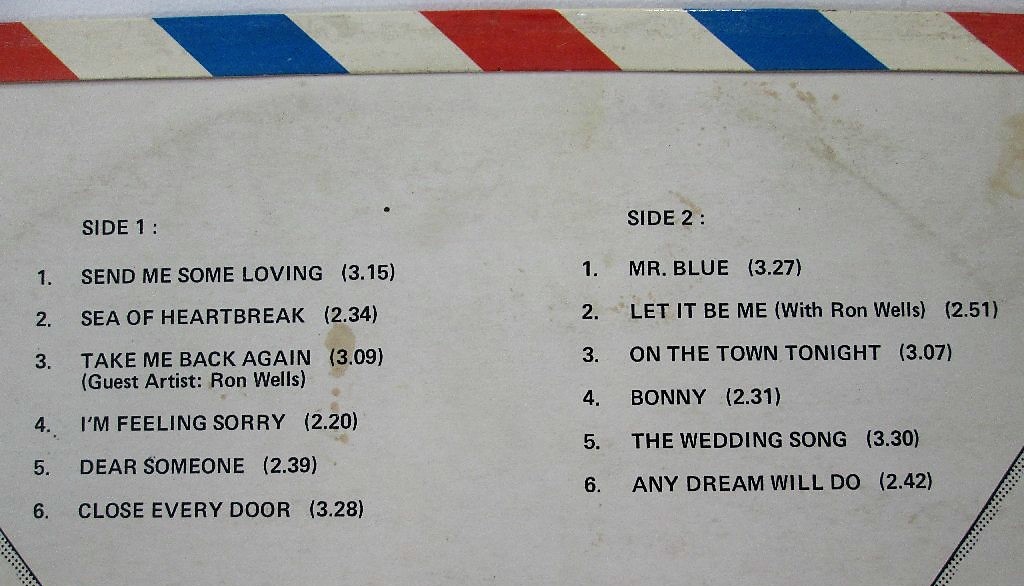 SIDE 1 :
1. SEND ME SOME LOVING (3.15)
2. SEA OF HEARTBREAK (2.34)
3. TAKE ME BACK AGAIN (3.09)
(Guest Artist: Ron Wells)
4. I'M FEELING SORRY (2.20)
5. DEAR SOMEONE (2.39)
6. CLOSE EVERY DOOR (3.28)
SIDE 2 :
1. MR. BLUE (3.27)
2. LET IT BE ME (With Ron Wells) (2.51)
3. ON THE TOWN TONIGHT (3.07)
4. BONNY (2.31)
5. THE WEDDING SONG (3.30)
6. ANY DREAM WILL DO (2.42)